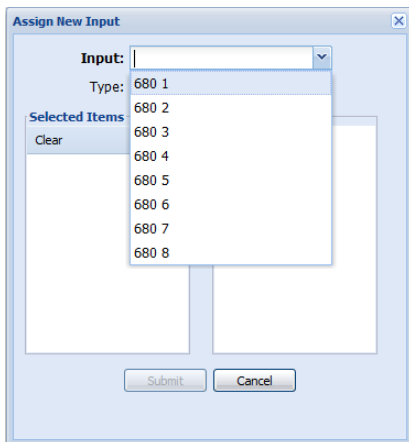 Assign New Input
Input:
680 1
Type:
680 2
Selected Items
680 3
Clear
680 4
680 5
680 6
680 7
680 8
Submit
Cancel